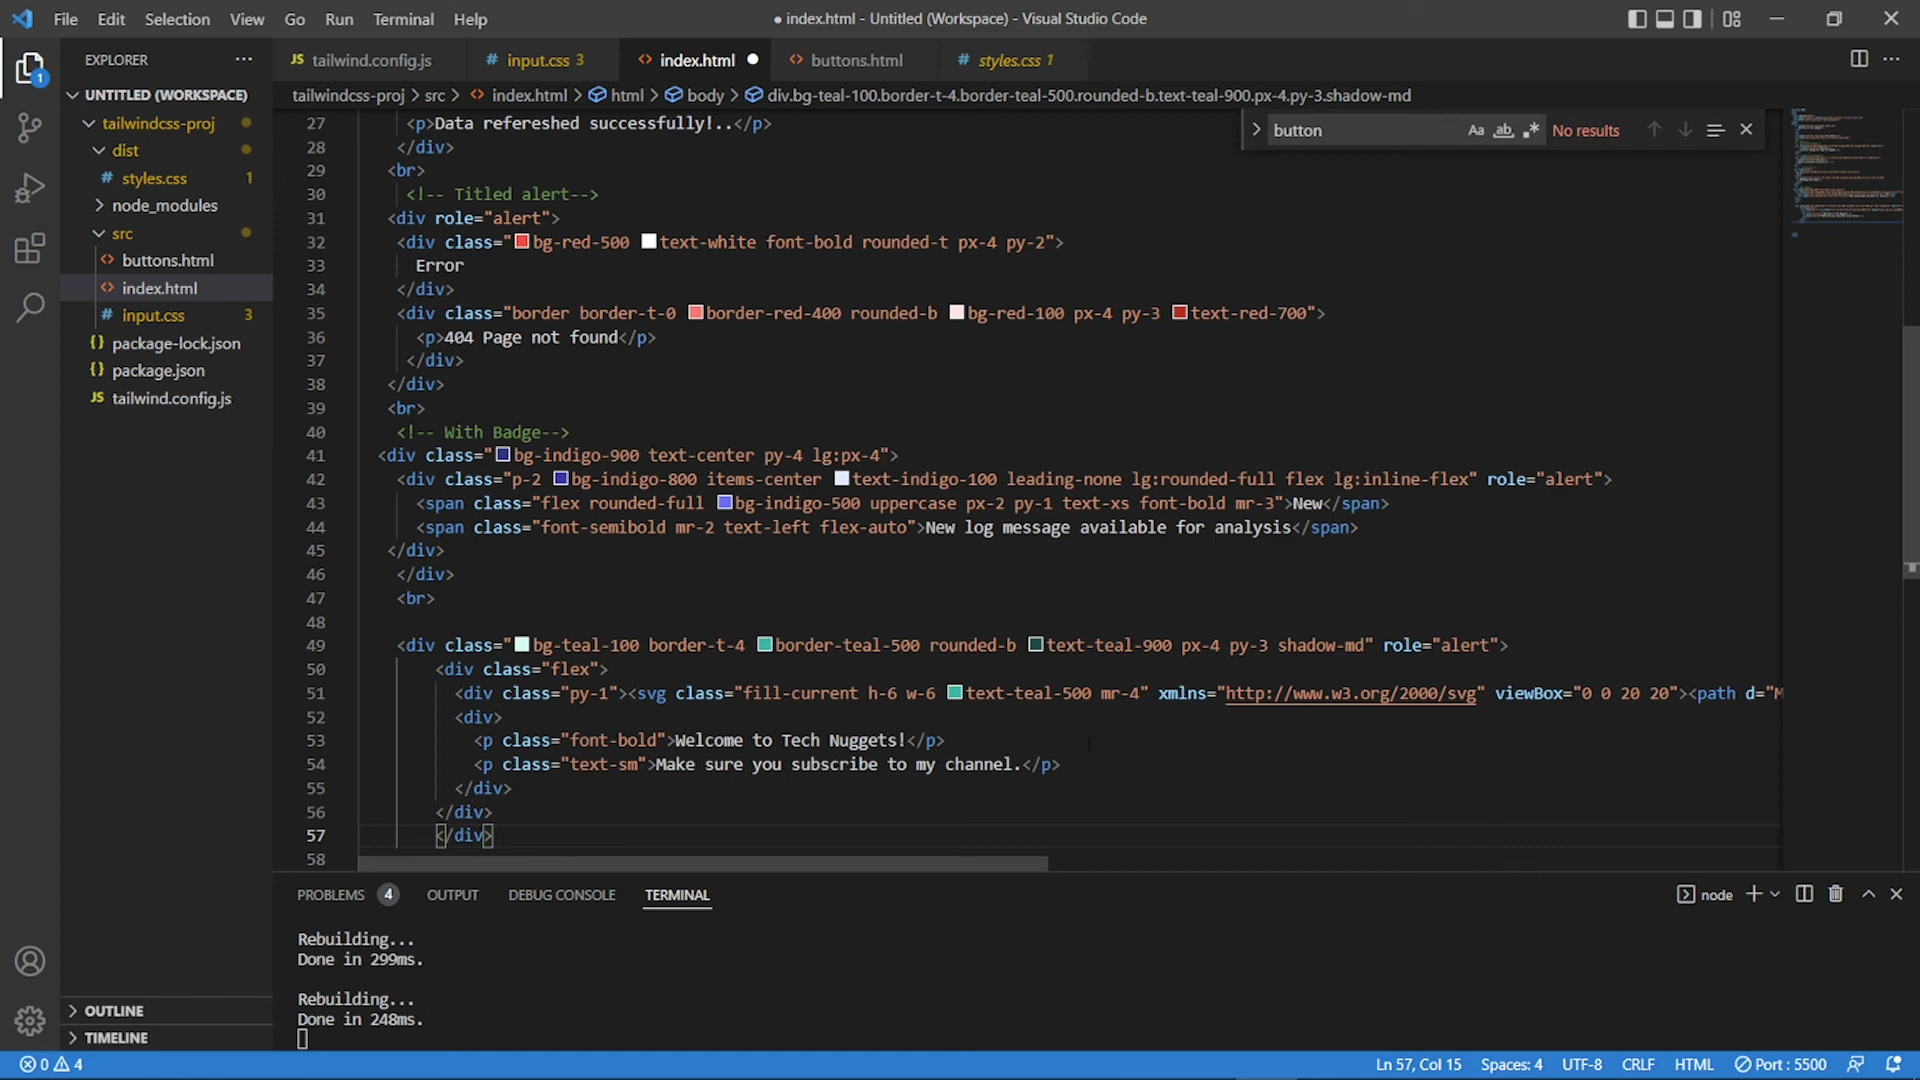 File Edit Selection View Go Run Terminal Help
● index.html - Untitled (Workspace) - Visual Studio Code
EXPLORER ···
JS tailwind.config.js # input.css 3 <> index.html ● <> buttons.html # styles.css 1
tailwindcss-proj > src > <> index.html > html > body > div.bg-teal-100.border-t-4.border-teal-500.rounded-b.text-teal-900.px-4.py-3.shadow-md
button Aa ab .* No results
1
UNTITLED (WORKSPACE)
tailwindcss-proj
dist
# styles.css 1
node_modules
src
<> buttons.html
<> index.html
# input.css 3
{} package-lock.json
{} package.json
JS tailwind.config.js
OUTLINE
TIMELINE
27 <p>Data refereshed successfully!..</p>
28 </div>
29 <br>
30 <!-- Titled alert-->
31 <div role="alert">
32 <div class="bg-red-500 text-white font-bold rounded-t px-4 py-2">
33 Error
34 </div>
35 <div class="border border-t-0 border-red-400 rounded-b bg-red-100 px-4 py-3 text-red-700">
36 <p>404 Page not found</p>
37 </div>
38 </div>
39 <br>
40 <!-- With Badge-->
41 <div class="bg-indigo-900 text-center py-4 lg:px-4">
42 <div class="p-2 bg-indigo-800 items-center text-indigo-100 leading-none lg:rounded-full flex lg:inline-flex" role="alert">
43 <span class="flex rounded-full bg-indigo-500 uppercase px-2 py-1 text-xs font-bold mr-3">New</span>
44 <span class="font-semibold mr-2 text-left flex-auto">New log message available for analysis</span>
45 </div>
46 </div>
47 <br>
48
49 <div class="bg-teal-100 border-t-4 border-teal-500 rounded-b text-teal-900 px-4 py-3 shadow-md" role="alert">
50 <div class="flex">
51 <div class="py-1"><svg class="fill-current h-6 w-6 text-teal-500 mr-4" xmlns="http://www.w3.org/2000/svg" viewBox="0 0 20 20"><path d="M
52 <div>
53 <p class="font-bold">Welcome to Tech Nuggets!</p>
54 <p class="text-sm">Make sure you subscribe to my channel.</p>
55 </div>
56 </div>
57 </div>
58
PROBLEMS 4 OUTPUT DEBUG CONSOLE TERMINAL node
Rebuilding...
Done in 299ms.
Rebuilding...
Done in 248ms.
0 4 Ln 57, Col 15 Spaces: 4 UTF-8 CRLF HTML Port : 5500